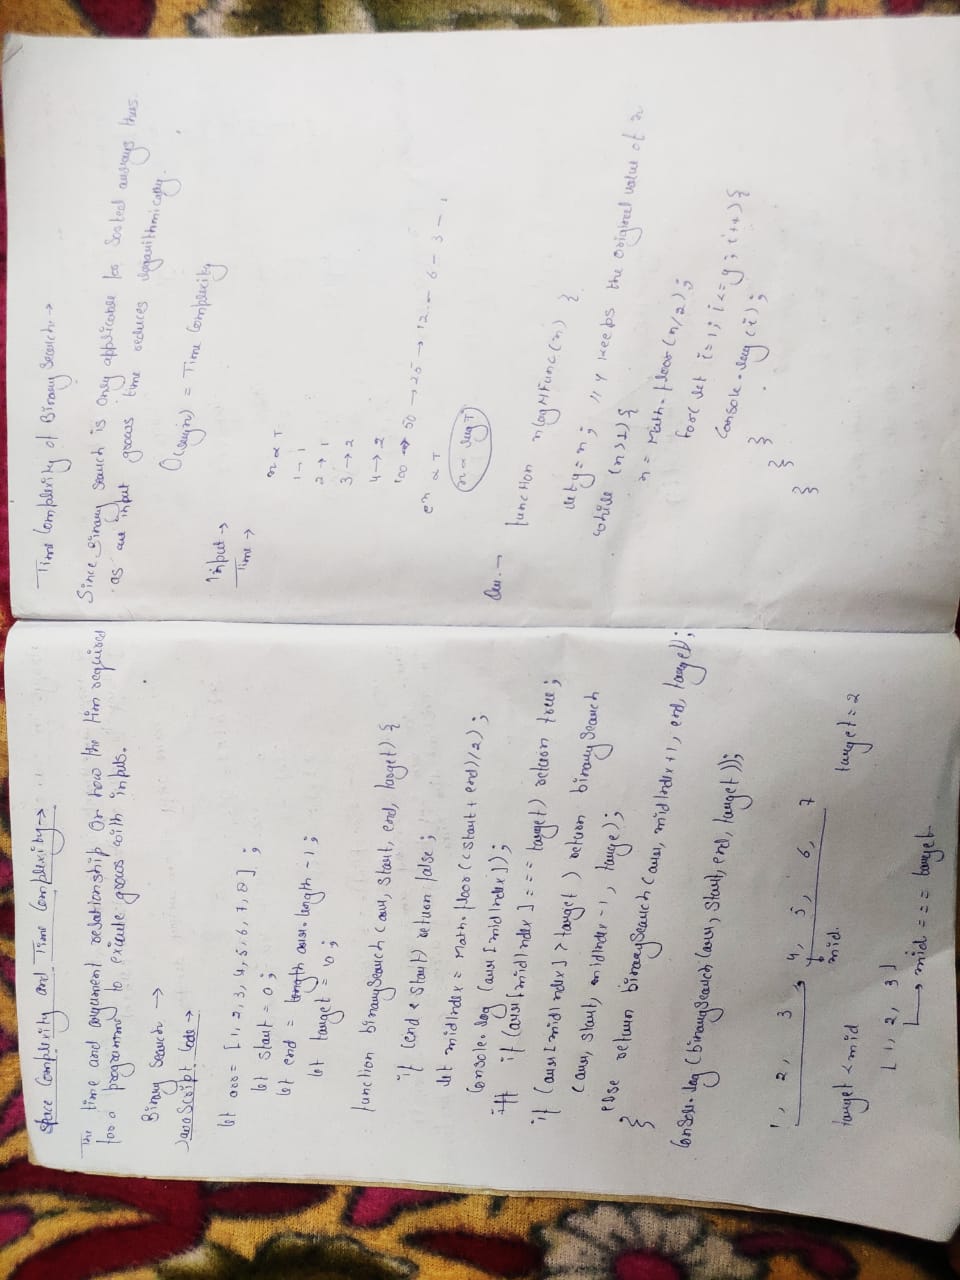 Space Complexity and Time Complexity →
The time and argument relationship or how the tim required
for a programme to exicute grows with inputs.
Binary Search →
JavaScript Code →
let arr = [1, 2, 3, 4, 5, 6, 7, 8];
let start = 0;
let end = length arr.length - 1;
let target = 0;
function binarySearch (arr, start, end, target) {
if (end < start) return false;
let midIndex = Math.floor ((start + end)/2);
Console.log (arr [midIndex]);
if (arr[midIndex] === target) return true;
if (arr[midIndex] > target) return binarySearch
(arr, start, midIndex - 1, targe);
else return binarySearch (arr, midIndex + 1, end, target);
}
Console.log (binarySearch (arr, start, end, target));
1, 2, 3, 4, 5, 6, 7
mid.
target < mid target = 2
[1, 2, 3]
mid === target
Time Complexity of Binary Search →
Since Binary Search is only applicable for Sorted arrays thus.
as are input grows time reduces logarithmically.
O(logn) = Time Complexity
Input →
Time →
n ∝ T
1 → 1
2 → 1
3 → 2
4 → 2
100 → 50 → 25 → 12 - 6 - 3 - 1
e^n ∝ T
n ∝ log T
Que. → function nlogNFunc(n) {
let y = n; // y keeps the original value of n
while (n > 1) {
n = Math.floor (n/2);
for (let i = 1; i <= y; i++) {
Console.log (i);
}
}
}